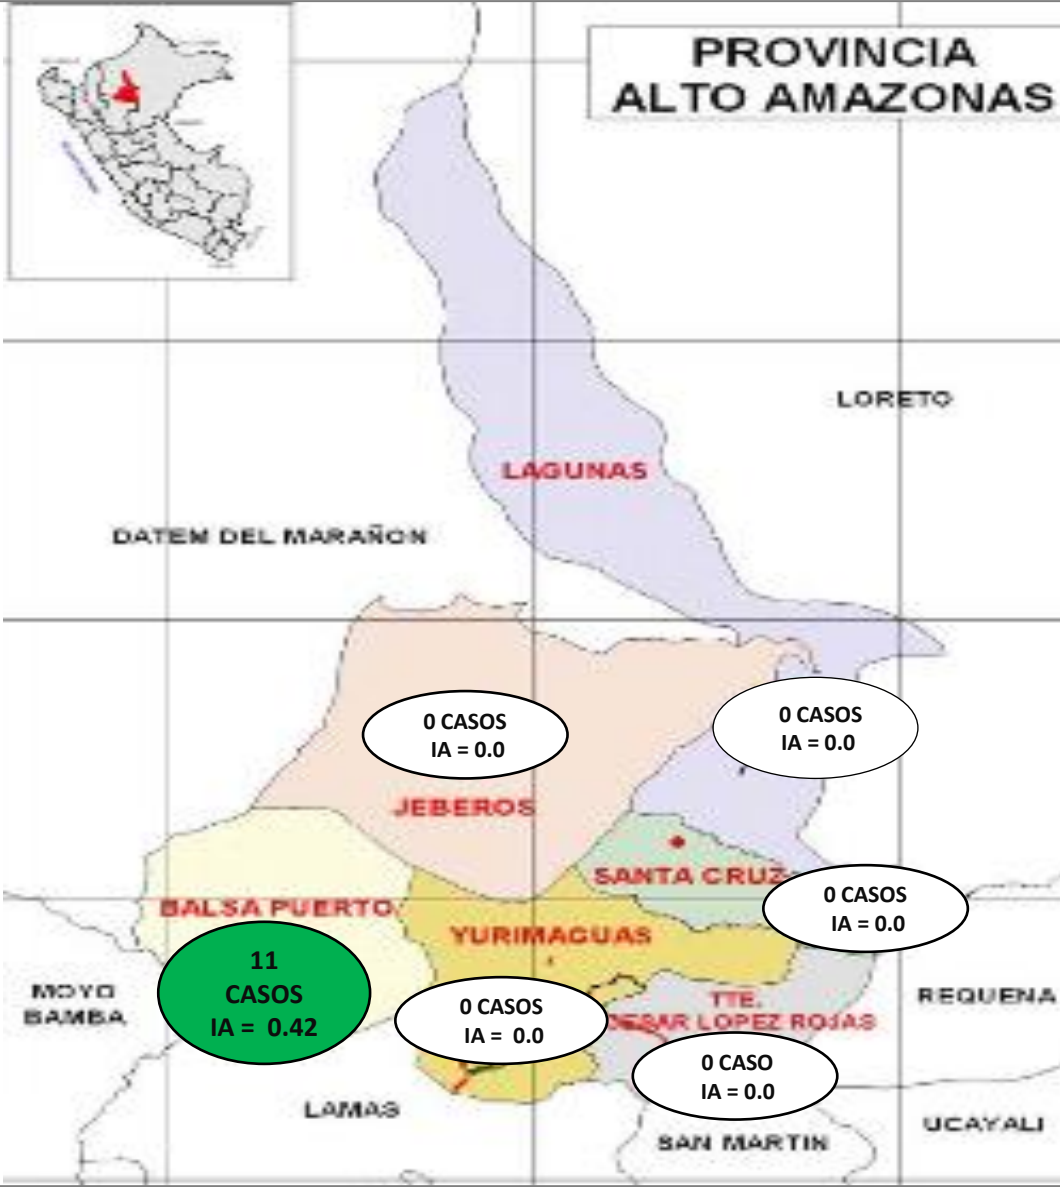 PROVINCIA
ALTO AMAZONAS
LORETO
LAGUNAS
DATEM DEL MARAÑON
0 CASOS
IA = 0.0
0 CASOS
IA = 0.0
JEBEROS
SANTA CRUZ
0 CASOS
IA = 0.0
BALSA PUERTO
YURIMAGUAS
11
CASOS
IA = 0.42
MOYO
BAMBA
0 CASOS
IA = 0.0
TTE.
ESAR LOPEZ ROJAS
REQUENA
0 CASO
IA = 0.0
LAMAS
SAN MARTIN
UCAYALI